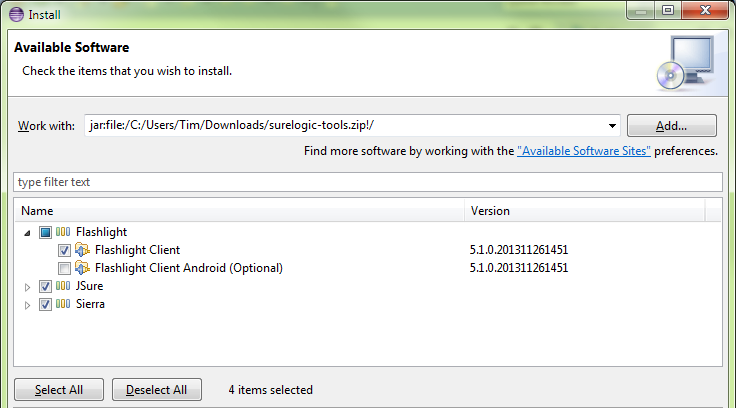 Install
Available Software
Check the items that you wish to install.
Work with: jar:file:/C:/Users/Tim/Downloads/surelogic-tools.zip!/ Add...
Find more software by working with the "Available Software Sites" preferences.
type filter text
Name Version
Flashlight
Flashlight Client 5.1.0.201311261451
Flashlight Client Android (Optional) 5.1.0.201311261451
JSure
Sierra
Select All Deselect All 4 items selected